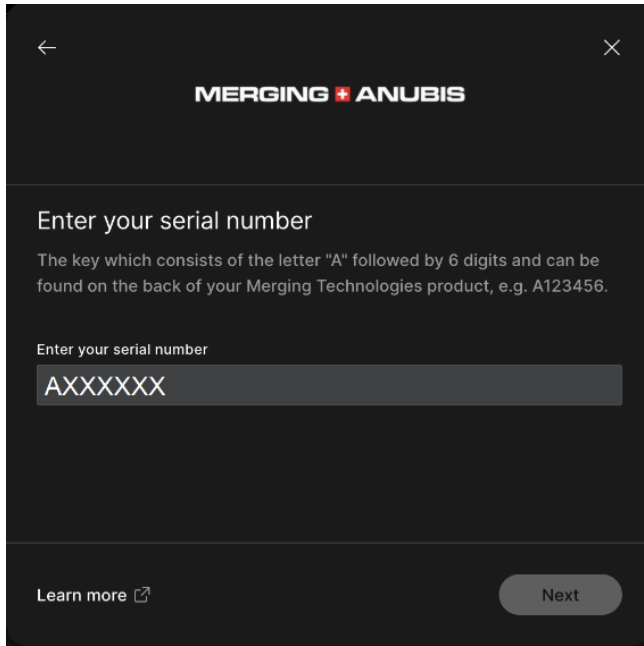 MERGING + ANUBIS
Enter your serial number
The key which consists of the letter "A" followed by 6 digits and can be
found on the back of your Merging Technologies product, e.g. A123456.
Enter your serial number
AXXXXXX
Learn more
Next